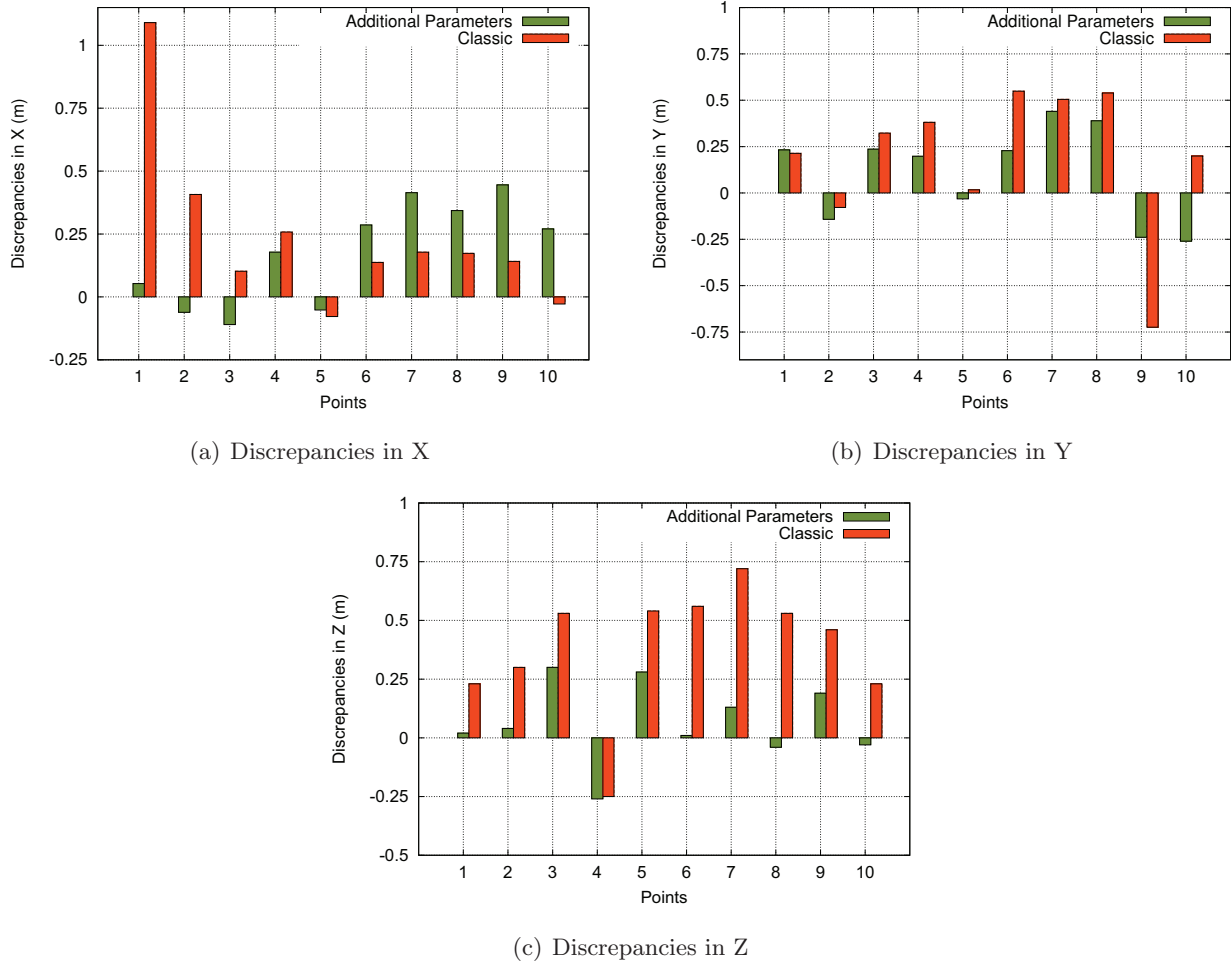 Additional Parameters
Classic
Discrepancies in X (m)
1
0.75
0.5
0.25
0
-0.25
1 2 3 4 5 6 7 8 9 10
Points
(a) Discrepancies in X
Additional Parameters
Classic
Discrepancies in Y (m)
1
0.75
0.5
0.25
0
-0.25
-0.5
-0.75
1 2 3 4 5 6 7 8 9 10
Points
(b) Discrepancies in Y
Additional Parameters
Classic
Discrepancies in Z (m)
1
0.75
0.5
0.25
0
-0.25
-0.5
1 2 3 4 5 6 7 8 9 10
Points
(c) Discrepancies in Z